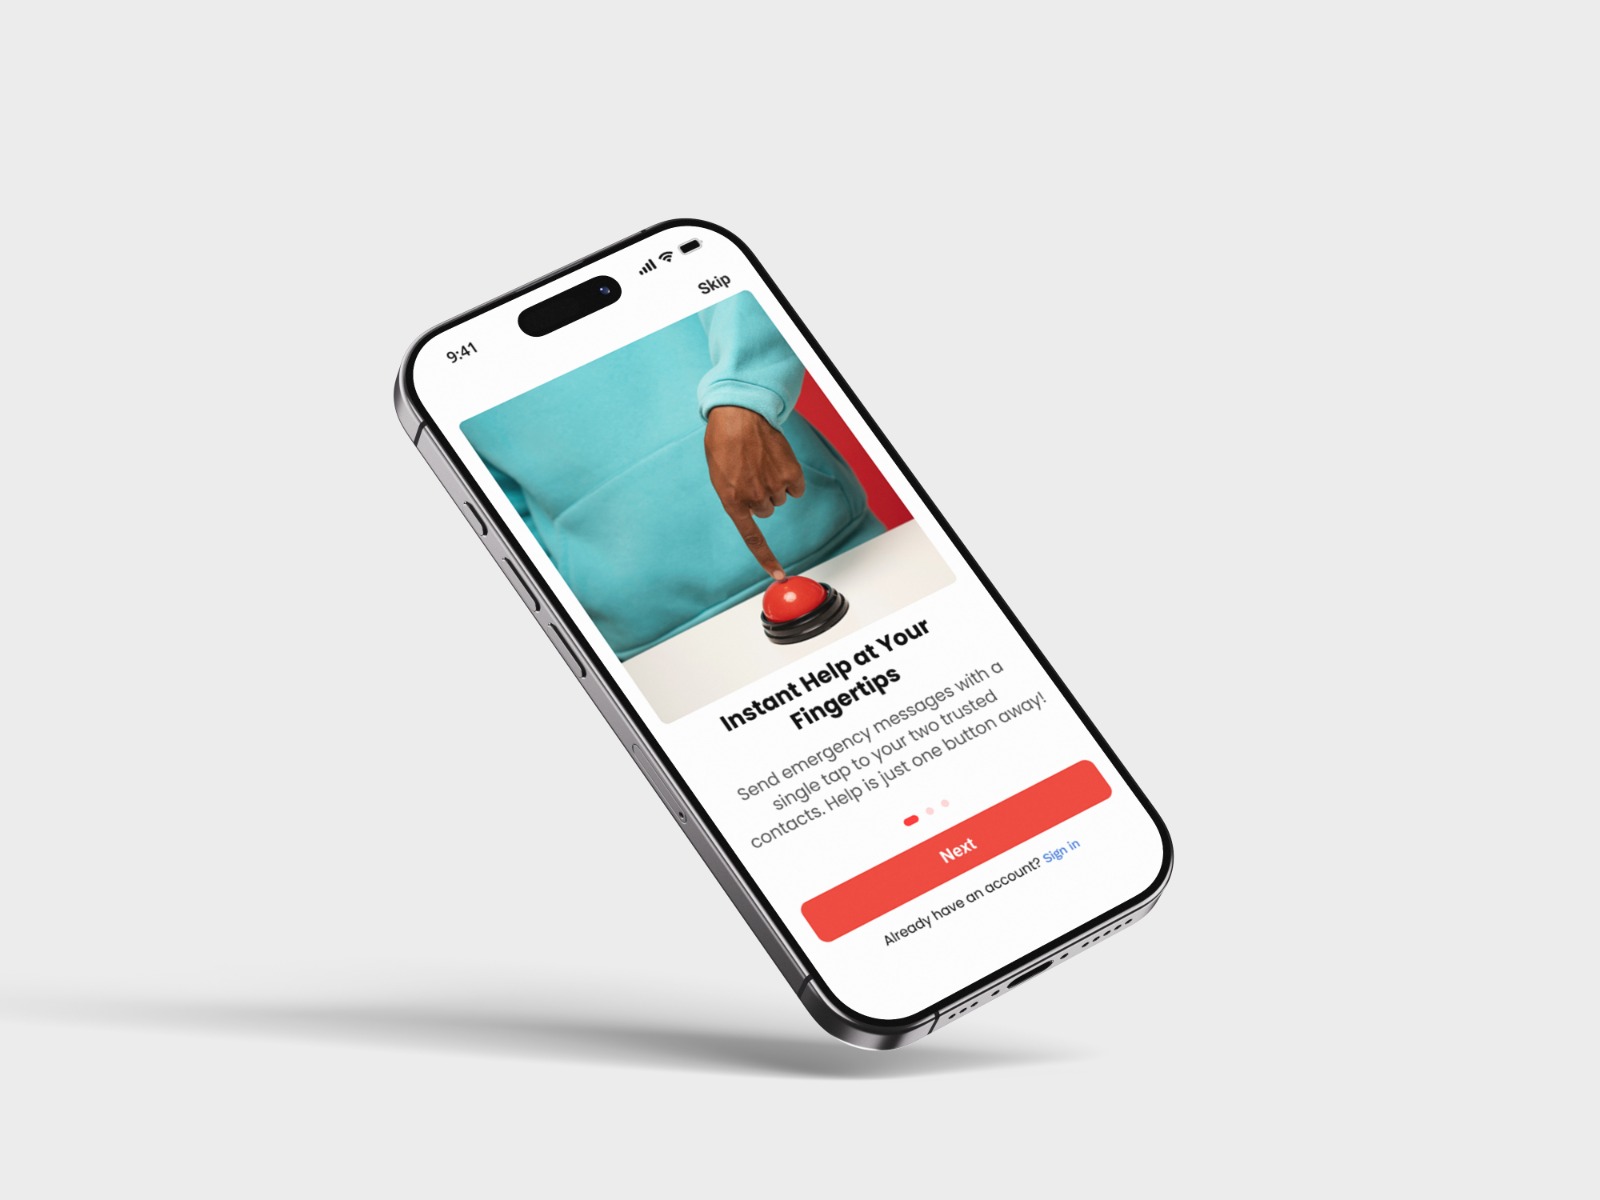 9:41
Skip
Instant Help at Your
Fingertips
Send emergency messages with a
single tap to your two trusted
contacts. Help is just one button away!
Next
Already have an account? Sign in